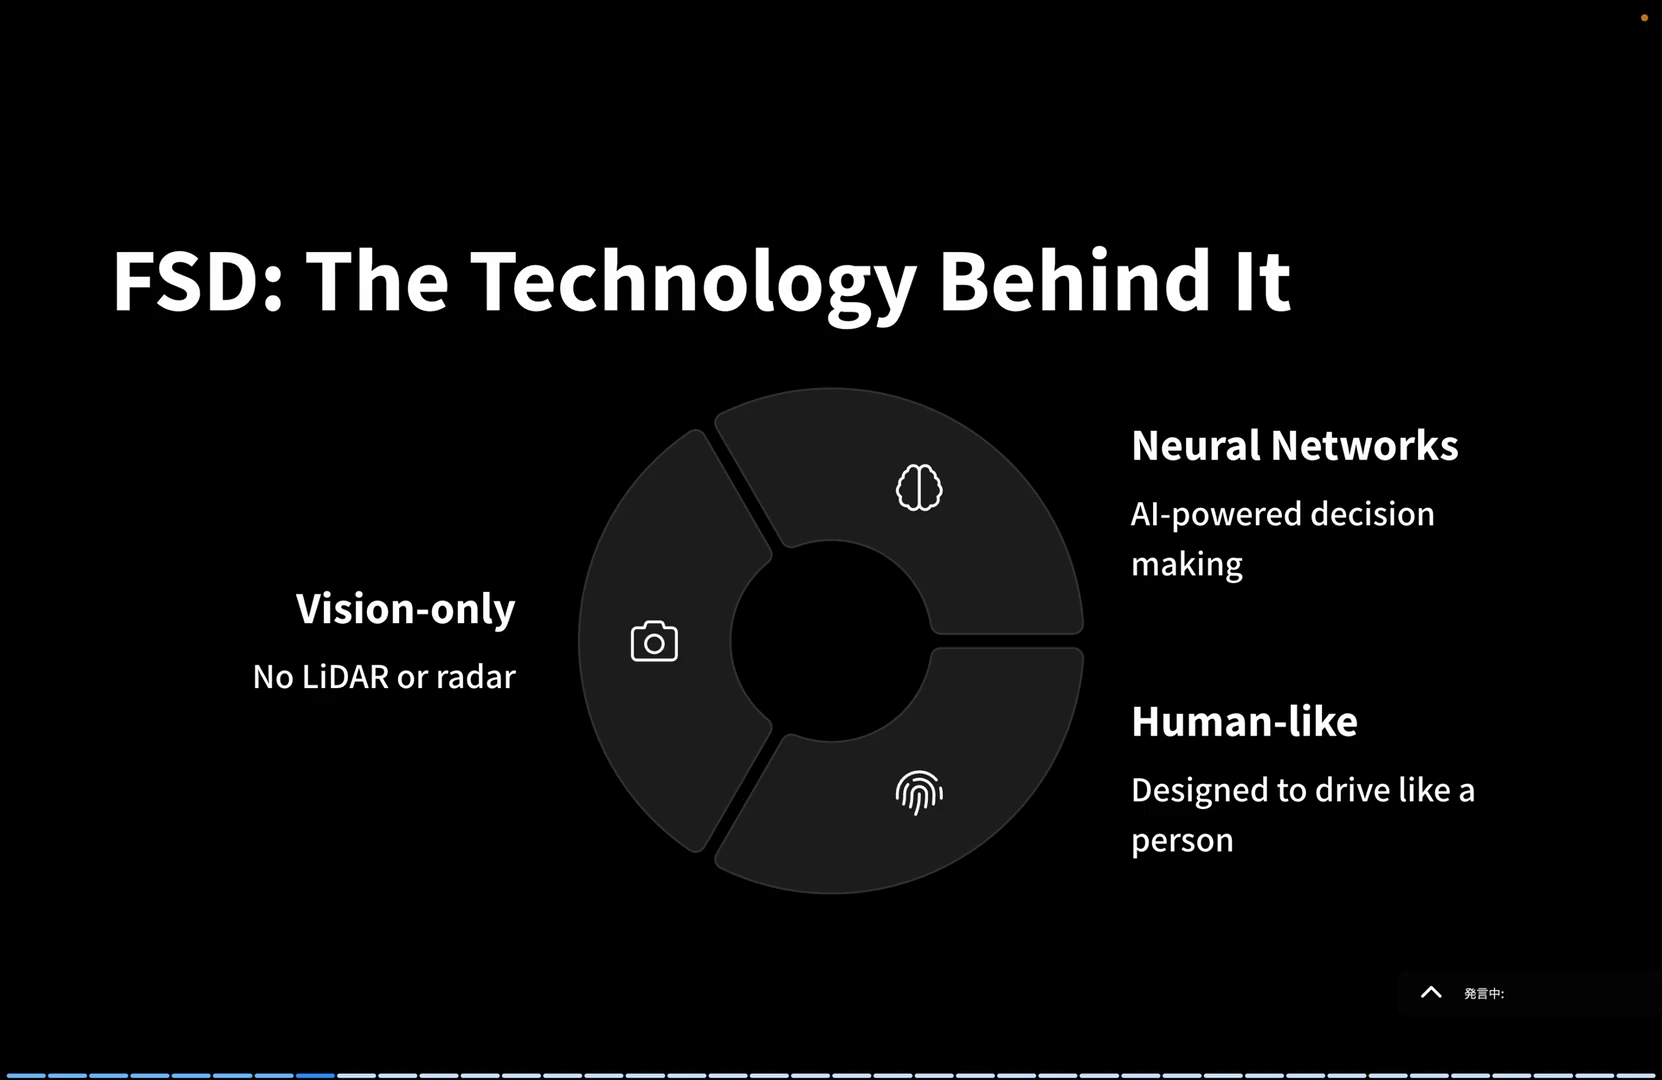 FSD: The Technology Behind It
Neural Networks
AI-powered decision
making
Vision-only
No LiDAR or radar
Human-like
Designed to drive like a
person
発言中: